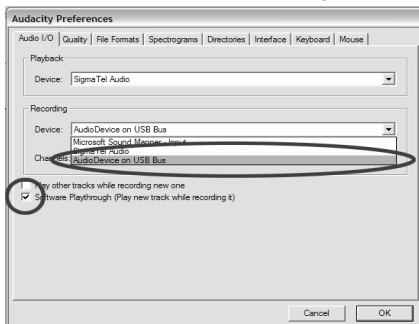 Audacity Preferences
Audio I/O Quality File Formats Spectrograms Directories Interface Keyboard Mouse
Playback
Device: SigmaTel Audio
Recording
Device: AudioDevice on USB Bus
Microsoft Sound Mapper - Input
SigmaTel Audio
Channels: AudioDevice on USB Bus
Play other tracks while recording new one
Software Playthrough (Play new track while recording it)
Cancel OK